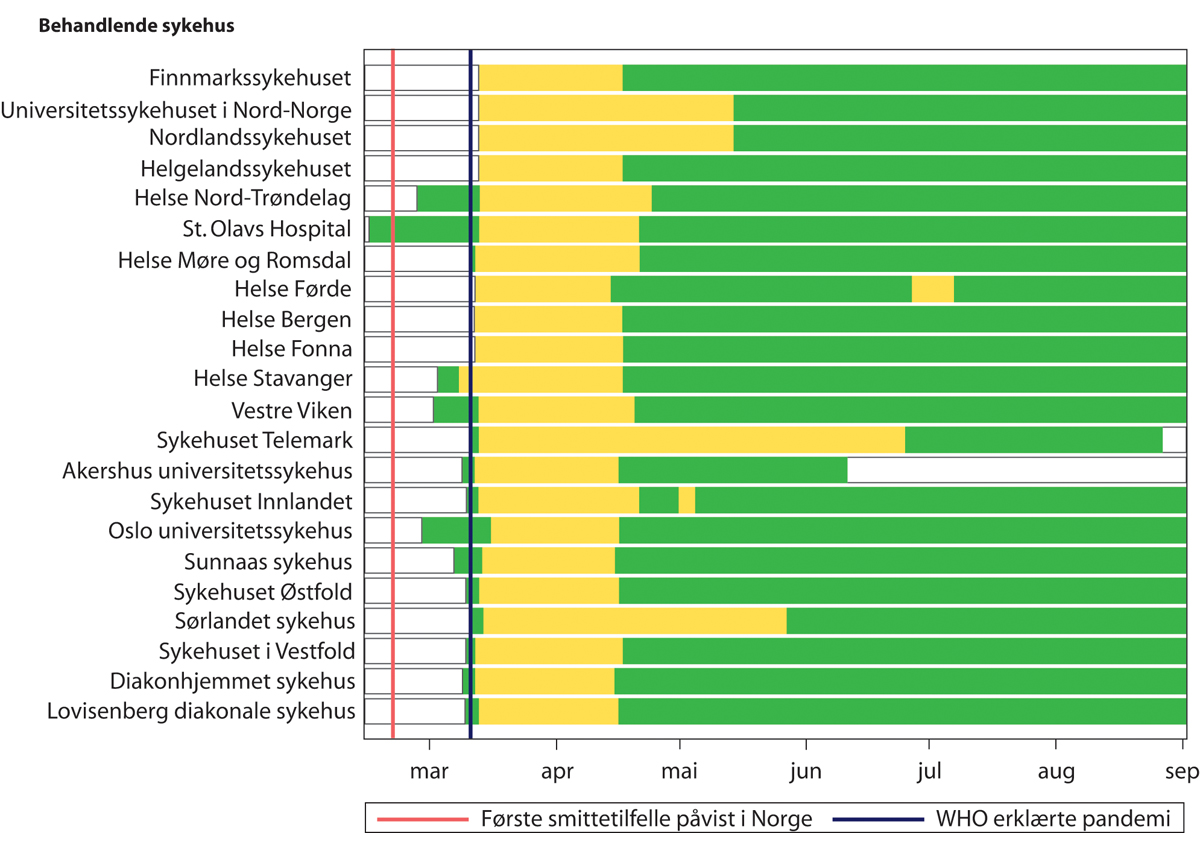 Behandlende sykehus
Finnmarkssykehuset
Universitetssykehuset i Nord-Norge
Nordlandssykehuset
Helgelandssykehuset
Helse Nord-Trøndelag
St. Olavs Hospital
Helse Møre og Romsdal
Helse Førde
Helse Bergen
Helse Fonna
Helse Stavanger
Vestre Viken
Sykehuset Telemark
Akershus universitetssykehus
Sykehuset Innlandet
Oslo universitetssykehus
Sunnaas sykehus
Sykehuset Østfold
Sørlandet sykehus
Sykehuset i Vestfold
Diakonhjemmet sykehus
Lovisenberg diakonale sykehus
mar apr mai jun jul aug sep
Første smittetilfelle påvist i Norge WHO erklærte pandemi